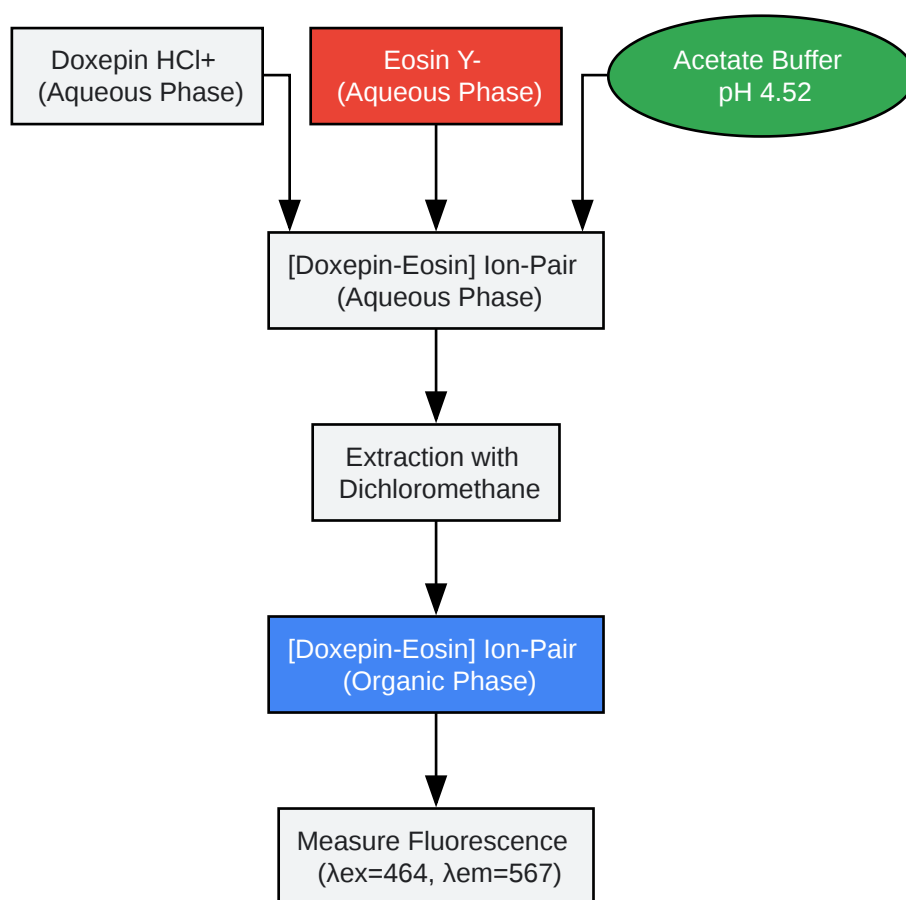 Doxepin HCl+
(Aqueous Phase)
Eosin Y-
(Aqueous Phase)
Acetate Buffer
pH 4.52
[Doxepin-Eosin] Ion-Pair
(Aqueous Phase)
Extraction with
Dichloromethane
[Doxepin-Eosin] Ion-Pair
(Organic Phase)
Measure Fluorescence
(λex=464, λem=567)